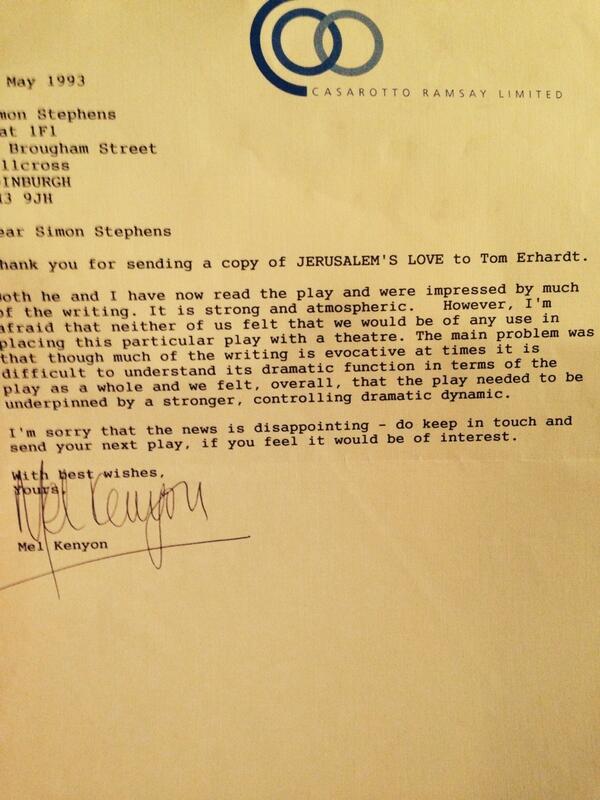 CASAROTTO RAMSAY LIMITED
May 1993
mon Stephens
at 1F1
Brougham Street
llcross
INBURGH
H3 9JH
ear Simon Stephens
hank you for sending a copy of JERUSALEM'S LOVE to Tom Erhardt.
oth he and I have now read the play and were impressed by much
of the writing. It is strong and atmospheric. However, I'm
afraid that neither of us felt that we would be of any use in
placing this particular play with a theatre. The main problem was
that though much of the writing is evocative at times it is
difficult to understand its dramatic function in terms of the
play as a whole and we felt, overall, that the play needed to be
underpinned by a stronger, controlling dramatic dynamic.
I'm sorry that the news is disappointing - do keep in touch and
send your next play, if you feel it would be of interest.
With best wishes,
Yours,
Mel Kenyon
Mel Kenyon